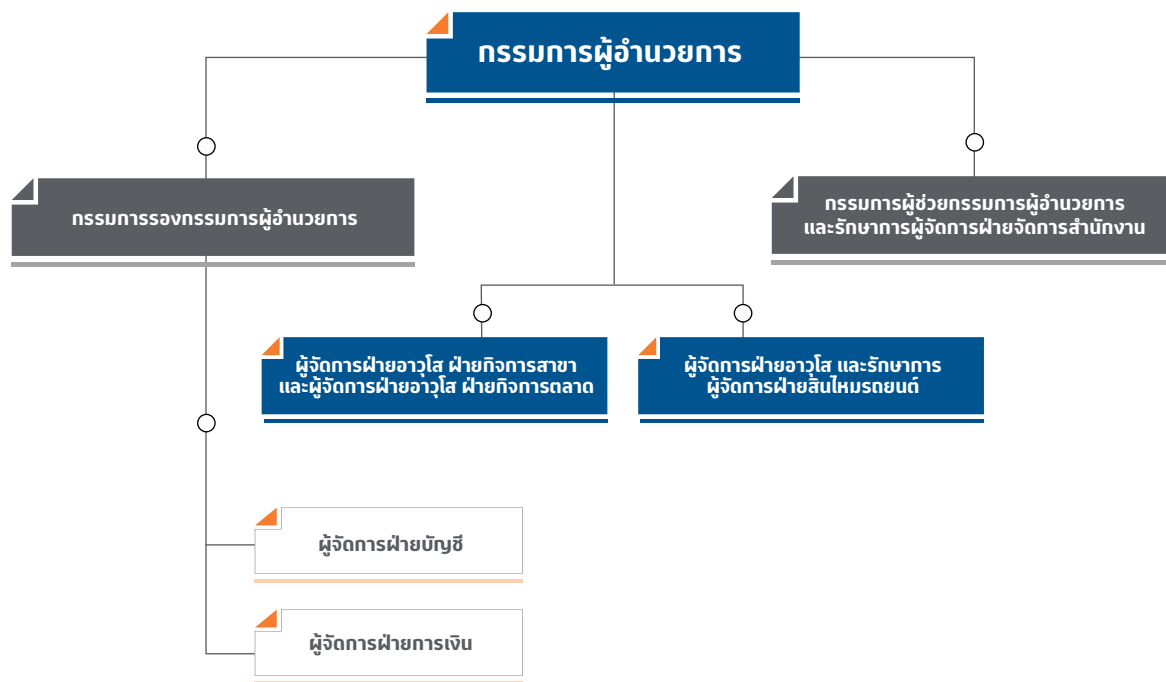 กรรมการผู้อำนวยการ
กรรมการรองกรรมการผู้อำนวยการ
กรรมการผู้ช่วยกรรมการผู้อำนวยการ
และรักษาการผู้จัดการฝ่ายจัดการสำนักงาน
ผู้จัดการฝ่ายอาวุโส ฝ่ายกิจการสาขา
และผู้จัดการฝ่ายอาวุโส ฝ่ายกิจการตลาด
ผู้จัดการฝ่ายอาวุโส และรักษาการ
ผู้จัดการฝ่ายสินไหมรถยนต์
ผู้จัดการฝ่ายบัญชี
ผู้จัดการฝ่ายการเงิน